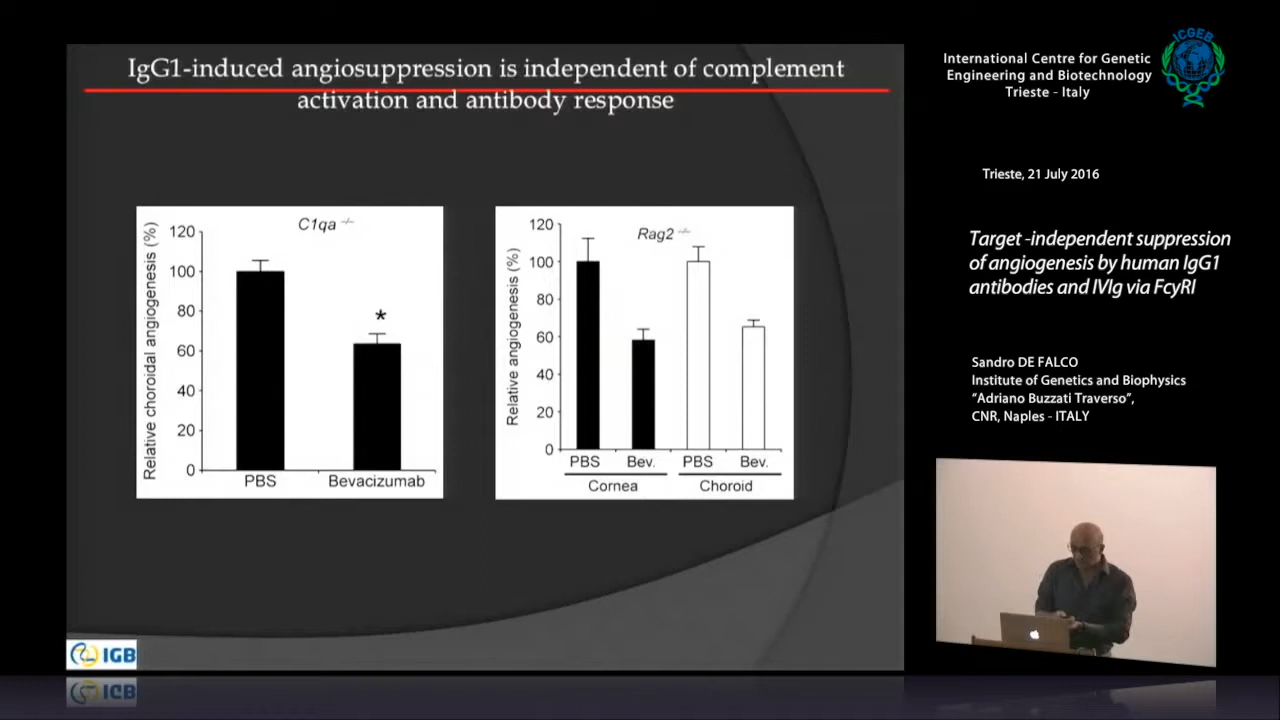 IgG1-induced angiosuppression is independent of complement
activation and antibody response
C1qa -/-
Relative choroidal angiogenesis (%)
120
100
80
60
40
20
0
*
PBS
Bevacizumab
Rag2 -/-
Relative angiogenesis (%)
120
100
80
60
40
20
0
PBS
Bev.
PBS
Bev.
Cornea
Choroid
IGB
International Centre for Genetic
Engineering and Biotechnology
Trieste - Italy
ICGEB
Trieste, 21 July 2016
Target -independent suppression
of angiogenesis by human IgG1
antibodies and IVIg via FcγRI
Sandro DE FALCO
Institute of Genetics and Biophysics
“Adriano Buzzati Traverso”,
CNR, Naples - ITALY